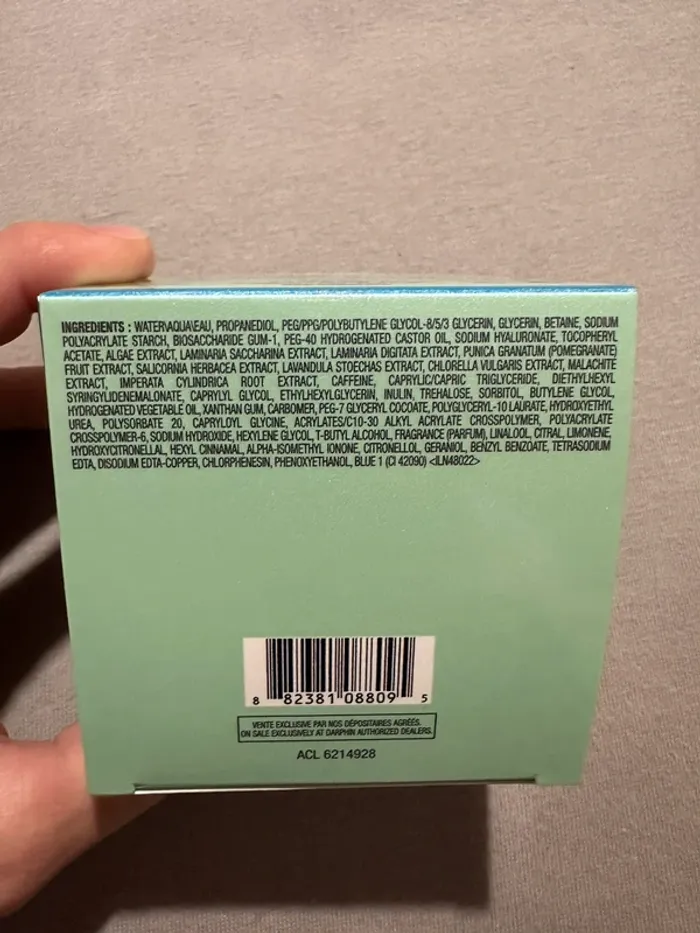 INGREDIENTS : WATER\AQUA\EAU, PROPANEDIOL, PEG/PPG/POLYBUTYLENE GLYCOL-8/5/3 GLYCERIN, GLYCERIN, BETAINE, SODIUM
POLYACRYLATE STARCH, BIOSACCHARIDE GUM-1, PEG-40 HYDROGENATED CASTOR OIL, SODIUM HYALURONATE, TOCOPHERYL
ACETATE, ALGAE EXTRACT, LAMINARIA SACCHARINA EXTRACT, LAMINARIA DIGITATA EXTRACT, PUNICA GRANATUM (POMEGRANATE)
FRUIT EXTRACT, SALICORNIA HERBACEA EXTRACT, LAVANDULA STOECHAS EXTRACT, CHLORELLA VULGARIS EXTRACT, MALACHITE
EXTRACT, IMPERATA CYLINDRICA ROOT EXTRACT, CAFFEINE, CAPRYLIC/CAPRIC TRIGLYCERIDE, DIETHYLHEXYL
SYRINGYLIDENEMALONATE, CAPRYLYL GLYCOL, ETHYLHEXYLGLYCERIN, INULIN, TREHALOSE, SORBITOL, BUTYLENE GLYCOL,
HYDROGENATED VEGETABLE OIL, XANTHAN GUM, CARBOMER, PEG-7 GLYCERYL COCOATE, POLYGLYCERYL-10 LAURATE, HYDROXYETHYL
UREA, POLYSORBATE 20, CAPRYLOYL GLYCINE, ACRYLATES/C10-30 ALKYL ACRYLATE CROSSPOLYMER, POLYACRYLATE
CROSSPOLYMER-6, SODIUM HYDROXIDE, HEXYLENE GLYCOL, T-BUTYL ALCOHOL, FRAGRANCE (PARFUM), LINALOOL, CITRAL, LIMONENE,
HYDROXYCITRONELLAL, HEXYL CINNAMAL, ALPHA-ISOMETHYL IONONE, CITRONELLOL, GERANIOL, BENZYL BENZOATE, TETRASODIUM
EDTA, DISODIUM EDTA-COPPER, CHLORPHENESIN, PHENOXYETHANOL, BLUE 1 (CI 42090) <ILN48022>
8 82381 08809 5
VENTE EXCLUSIVE PAR NOS DÉPOSITAIRES AGRÉÉS.
ON SALE EXCLUSIVELY AT DARPHIN AUTHORIZED DEALERS.
ACL 6214928